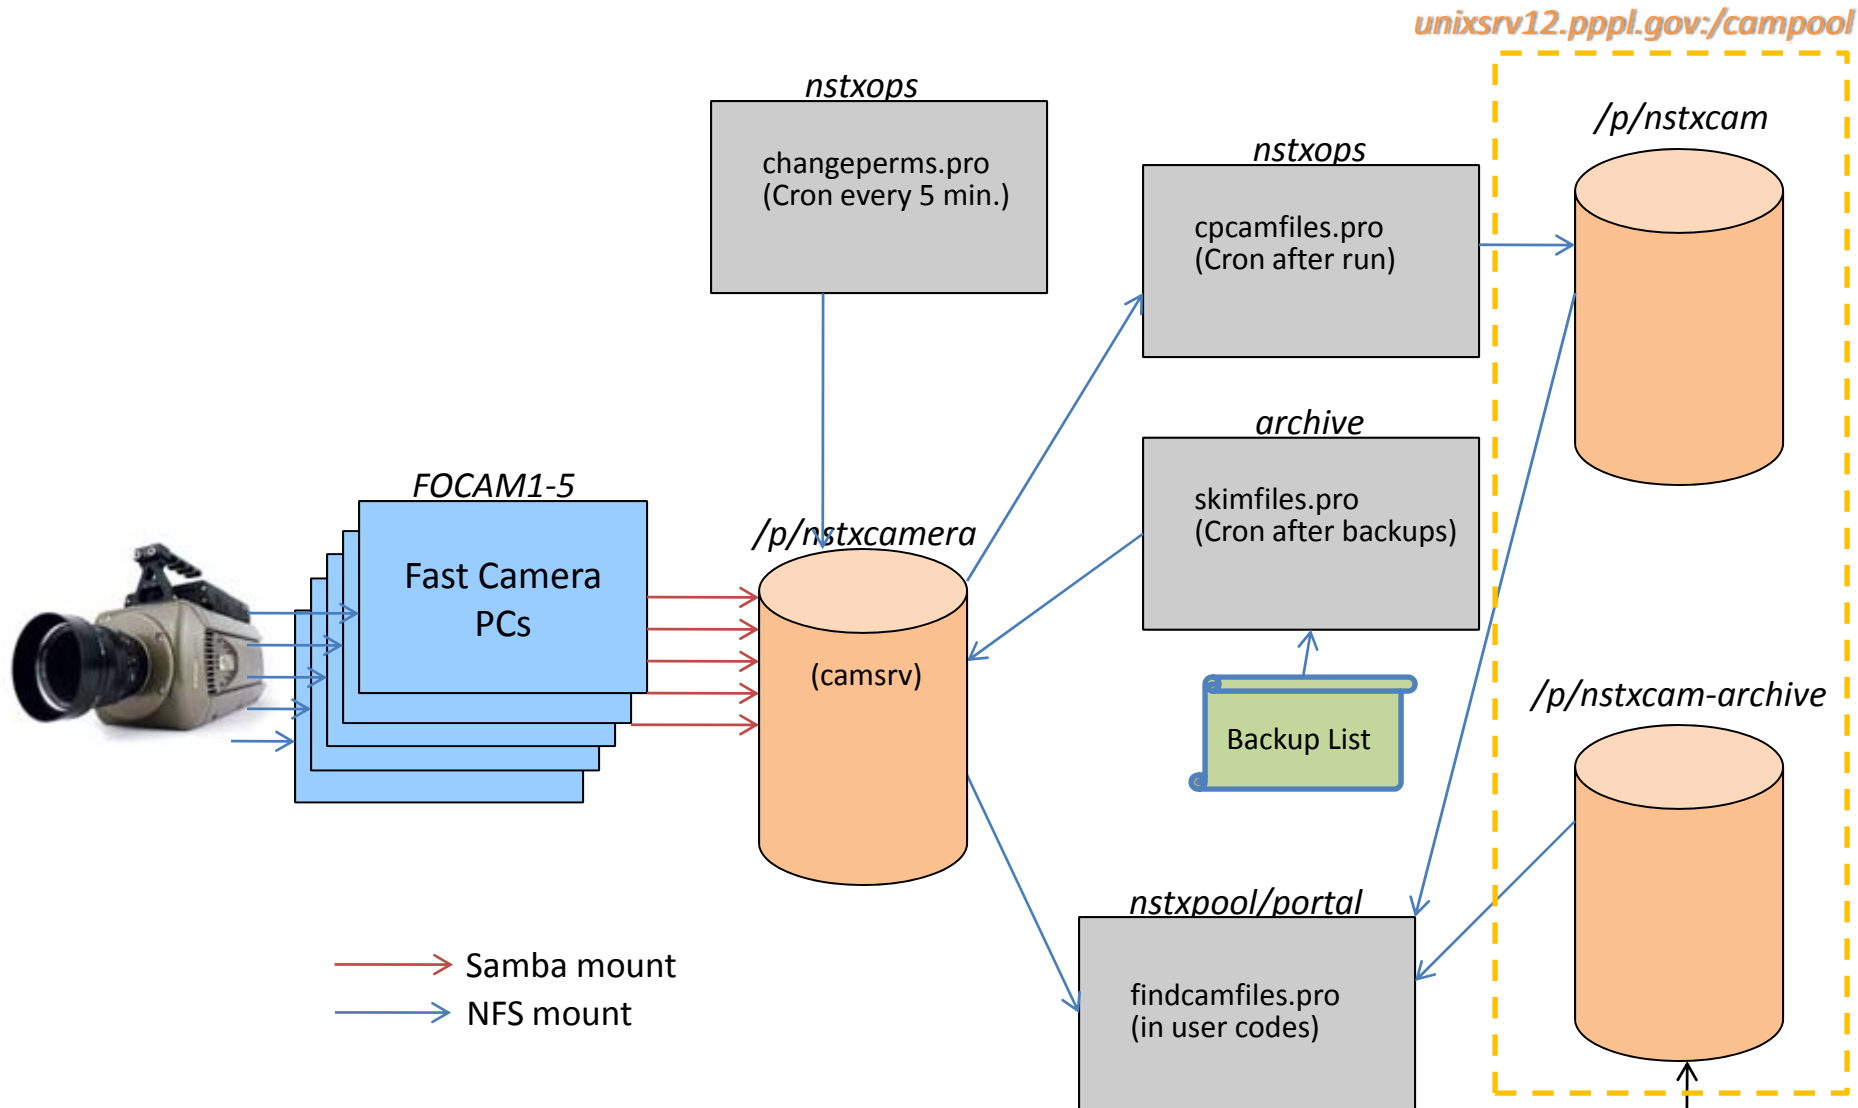 unixsrv12.pppl.gov:/campool
nstxops
changeperms.pro
(Cron every 5 min.)
nstxops
cpcamfiles.pro
(Cron after run)
/p/nstxcam
archive
skimfiles.pro
(Cron after backups)
Backup List
FOCAM1-5
Fast Camera
PCs
/p/nstxcamera
(camsrv)
/p/nstxcam-archive
nstxpool/portal
findcamfiles.pro
(in user codes)
Samba mount
NFS mount